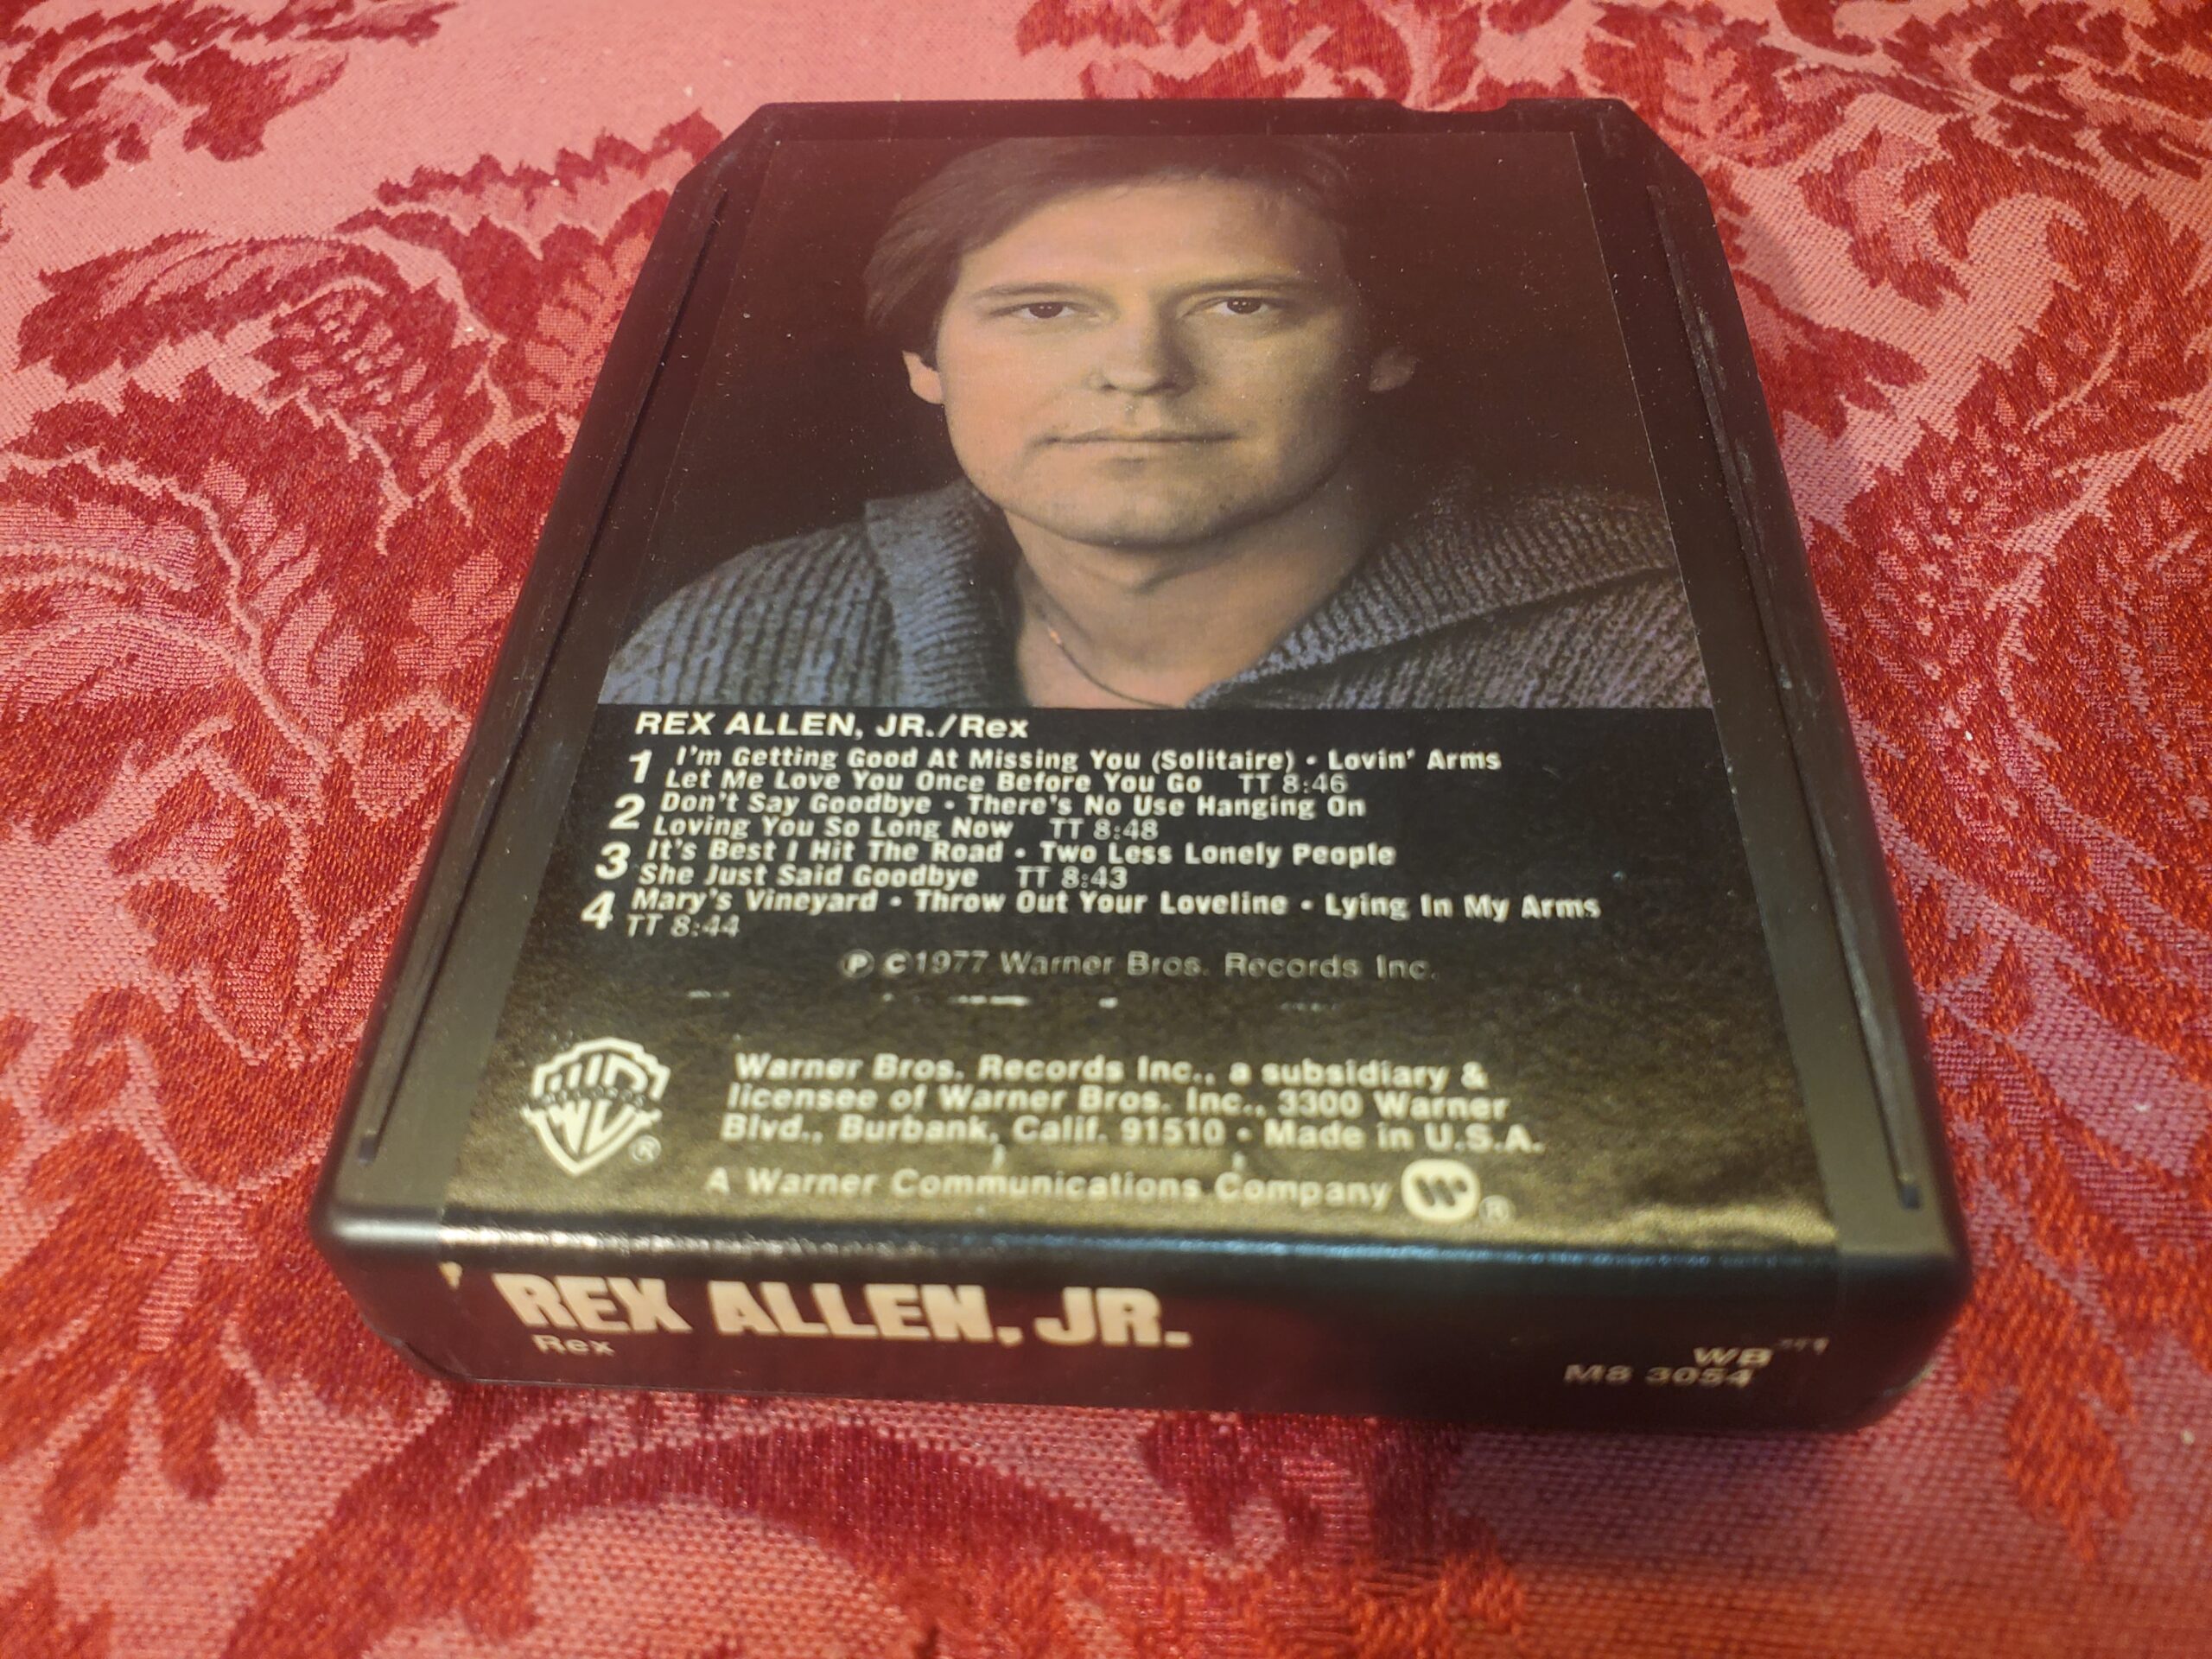 REX ALLEN, JR./Rex
1 I'm Getting Good At Missing You (Solitaire) • Lovin' Arms
Let Me Love You Once Before You Go TT 8:46
2 Don't Say Goodbye • There's No Use Hanging On
Loving You So Long Now TT 8:48
3 It's Best I Hit The Road • Two Less Lonely People
She Just Said Goodbye TT 8:43
4 Mary's Vineyard • Throw Out Your Loveline • Lying In My Arms
TT 8:44
℗ ©1977 Warner Bros. Records Inc.
Warner Bros. Records Inc., a subsidiary &
licensee of Warner Bros. Inc., 3300 Warner
Blvd., Burbank, Calif. 91510 • Made in U.S.A.
A Warner Communications Company
®
REX ALLEN, JR.
Rex
WB
M8 3054